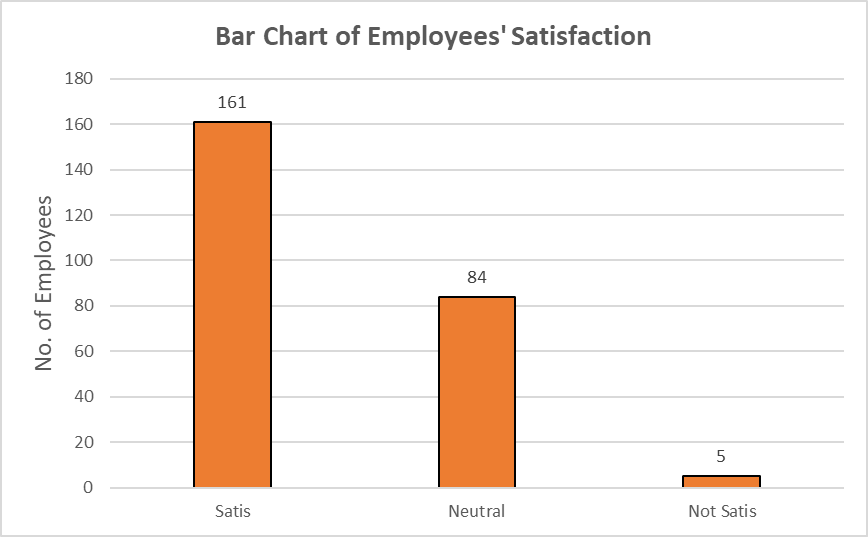 Bar Chart of Employees' Satisfaction
No. of Employees
180
160
140
120
100
80
60
40
20
0
161
84
5
Satis
Neutral
Not Satis